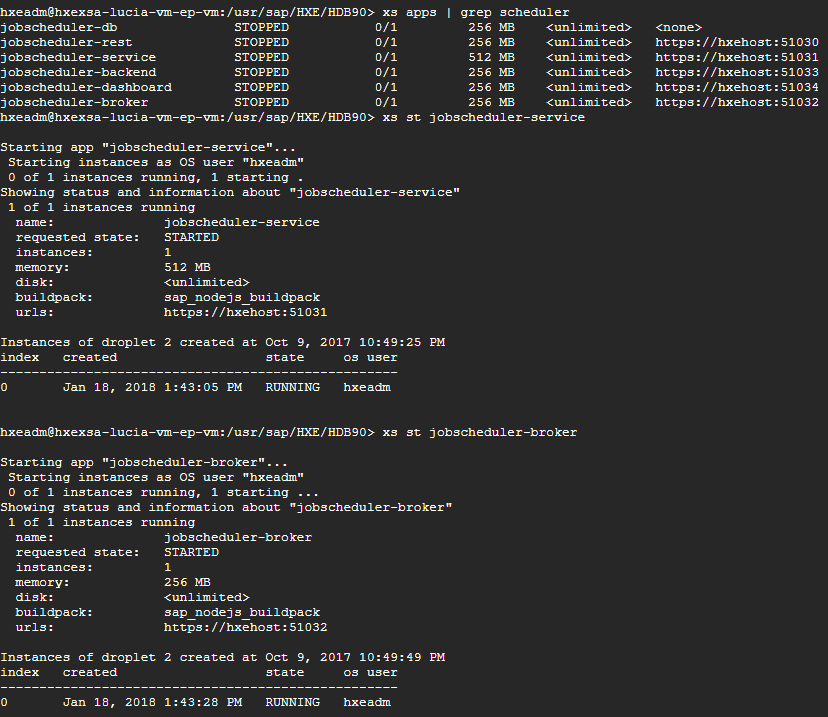 hxeadm@hxexsa-lucia-vm-ep-vm:/usr/sap/HXE/HDB90> xs apps | grep scheduler
jobscheduler-db STOPPED 0/1 256 MB <unlimited> <none>
jobscheduler-rest STOPPED 0/1 256 MB <unlimited> https://hxehost:51030
jobscheduler-service STOPPED 0/1 512 MB <unlimited> https://hxehost:51031
jobscheduler-backend STOPPED 0/1 256 MB <unlimited> https://hxehost:51033
jobscheduler-dashboard STOPPED 0/1 256 MB <unlimited> https://hxehost:51034
jobscheduler-broker STOPPED 0/1 256 MB <unlimited> https://hxehost:51032
hxeadm@hxexsa-lucia-vm-ep-vm:/usr/sap/HXE/HDB90> xs st jobscheduler-service
Starting app "jobscheduler-service"...
Starting instances as OS user "hxeadm"
0 of 1 instances running, 1 starting .
Showing status and information about "jobscheduler-service"
1 of 1 instances running
name: jobscheduler-service
requested state: STARTED
instances: 1
memory: 512 MB
disk: <unlimited>
buildpack: sap_nodejs_buildpack
urls: https://hxehost:51031
Instances of droplet 2 created at Oct 9, 2017 10:49:25 PM
index created state os user
---------------------------------------------------
0 Jan 18, 2018 1:43:05 PM RUNNING hxeadm
hxeadm@hxexsa-lucia-vm-ep-vm:/usr/sap/HXE/HDB90> xs st jobscheduler-broker
Starting app "jobscheduler-broker"...
Starting instances as OS user "hxeadm"
0 of 1 instances running, 1 starting ...
Showing status and information about "jobscheduler-broker"
1 of 1 instances running
name: jobscheduler-broker
requested state: STARTED
instances: 1
memory: 256 MB
disk: <unlimited>
buildpack: sap_nodejs_buildpack
urls: https://hxehost:51032
Instances of droplet 2 created at Oct 9, 2017 10:49:49 PM
index created state os user
---------------------------------------------------
0 Jan 18, 2018 1:43:28 PM RUNNING hxeadm